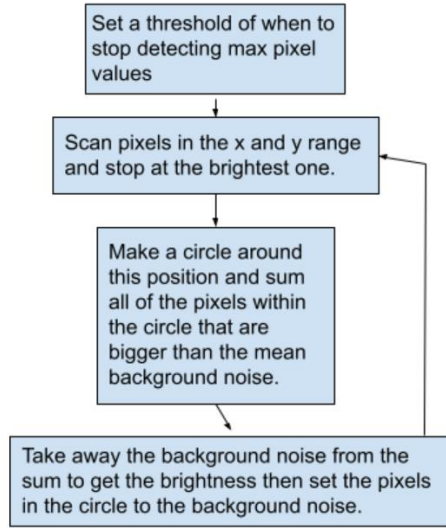 Set a threshold of when to
stop detecting max pixel
values
Scan pixels in the x and y range
and stop at the brightest one.
Make a circle around
this position and sum
all of the pixels within
the circle that are
bigger than the mean
background noise.
Take away the background noise from the
sum to get the brightness then set the pixels
in the circle to the background noise.